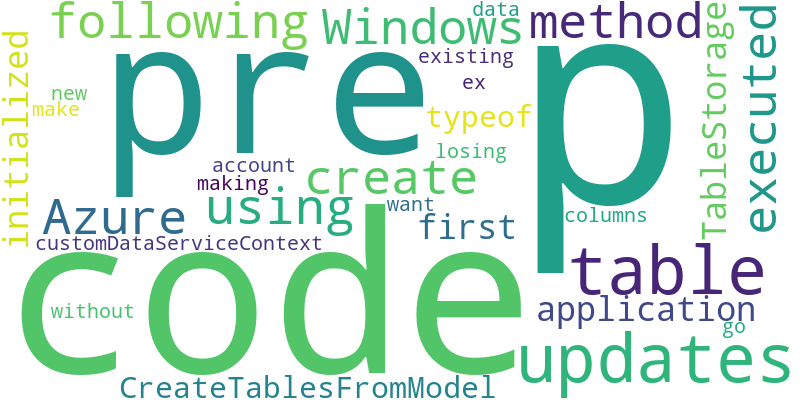 following
Windows
data
method
initialized
pre
existing
p
TableStorage
executed
new
ex
make
typeof
losing
account
making
create
Azure
using
want
first
columns
customDataServiceContext
code
table
without
application
go
updates
CreateTablesFromModel